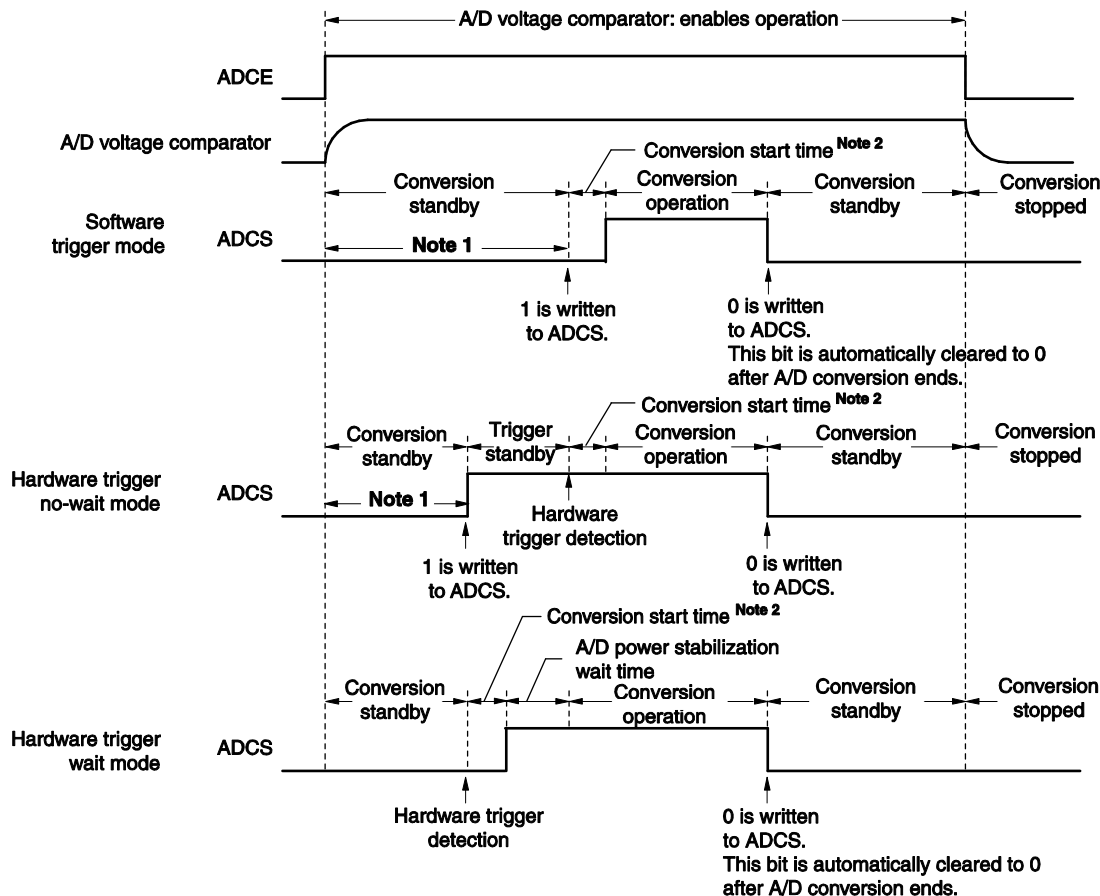 A/D voltage comparator: enables operation
ADCE
A/D voltage comparator
Conversion start time Note 2
Conversion
standby
Conversion
operation
Conversion
standby
Conversion
stopped
Software
trigger mode
ADCS
Note 1
1 is written
to ADCS.
0 is written
to ADCS.
This bit is automatically cleared to 0
after A/D conversion ends.
Conversion start time Note 2
Conversion
standby
Trigger
standby
Conversion
operation
Conversion
standby
Conversion
stopped
Hardware trigger
no-wait mode
ADCS
Note 1
Hardware
trigger detection
1 is written
to ADCS.
0 is written
to ADCS.
Conversion start time Note 2
A/D power stabilization
wait time
Conversion
standby
Conversion
operation
Conversion
standby
Conversion
stopped
Hardware trigger
wait mode
ADCS
Hardware trigger
detection
0 is written
to ADCS.
This bit is automatically cleared to 0
after A/D conversion ends.